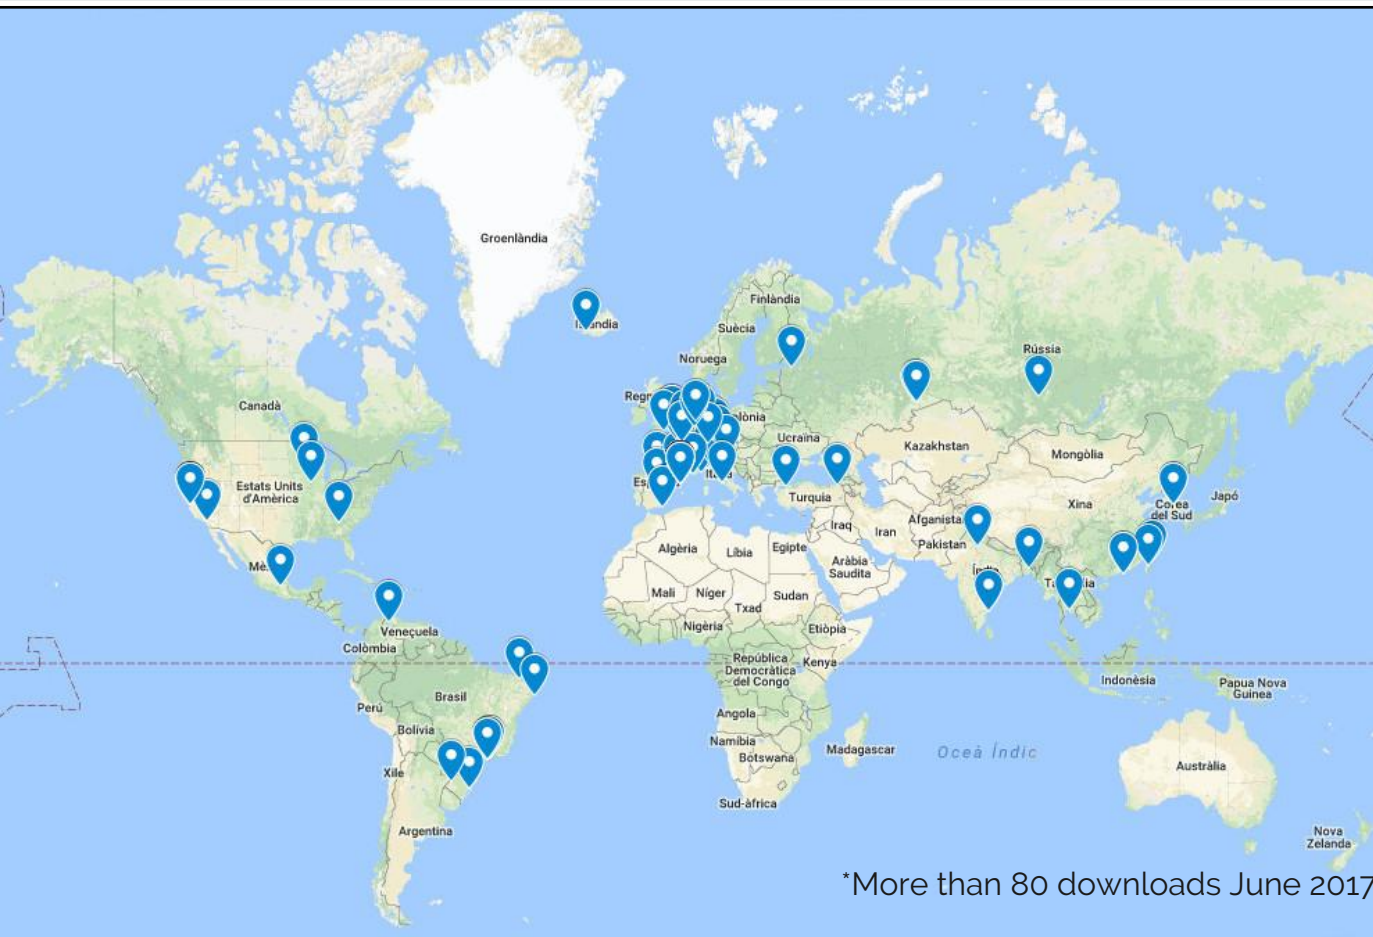 Groenlàndia
Finlàndia
Suècia
Noruega
Rússia
Canadà
Ucraïna
Kazakhstan
Mongòlia
Estats Units
d'Amèrica
Turquia
Xina
Corea
del Sud
Japó
Iraq
Iran
Pakistan
Algèria
Líbia
Egipte
Aràbia
Saudita
Mali
Níger
Txad
Sudan
Nigèria
Etiòpia
Veneçuela
Colòmbia
República
Democràtica
del Congo
Kenya
Indonèsia
Papua Nova
Guinea
Brasil
Perú
Angola
Bolívia
Namíbia
Botswana
Madagascar
Oceà Índic
Xile
Austràlia
Sud-àfrica
Argentina
Nova
Zelanda
*More than 80 downloads June 2017